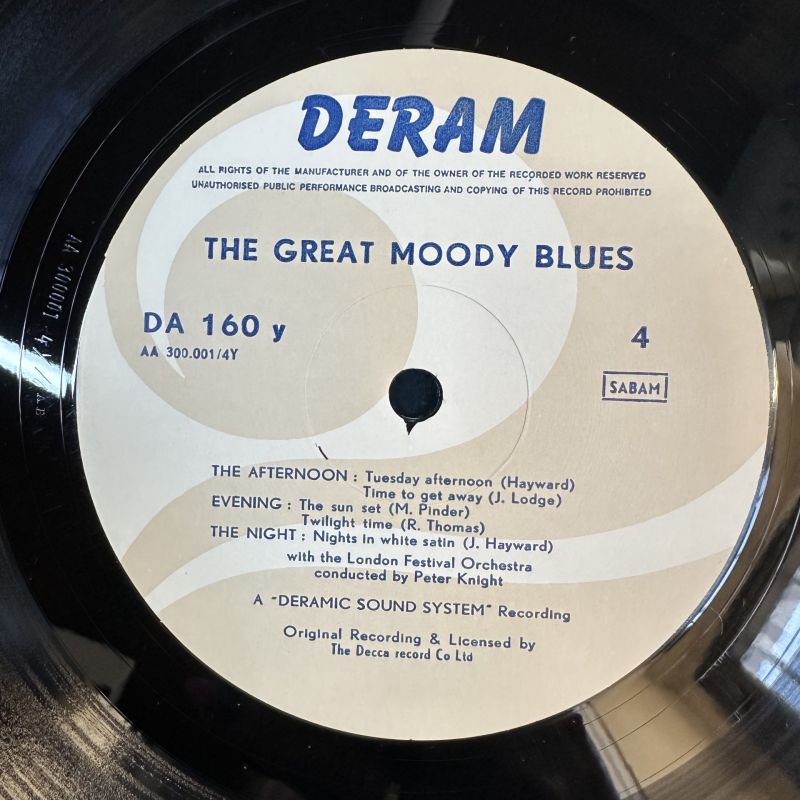 DERAM
ALL RIGHTS OF THE MANUFACTURER AND OF THE OWNER OF THE RECORDED WORK RESERVED
UNAUTHORISED PUBLIC PERFORMANCE BROADCASTING AND COPYING OF THIS RECORD PROHIBITED
THE GREAT MOODY BLUES
DA 160 y
4
AA 300.001/4Y
SABAM
THE AFTERNOON : Tuesday afternoon (Hayward)
Time to get away (J. Lodge)
EVENING : The sun set (M. Pinder)
Twilight time (R. Thomas)
THE NIGHT : Nights in white satin (J. Hayward)
with the London Festival Orchestra
conducted by Peter Knight
A "DERAMIC SOUND SYSTEM" Recording
Original Recording & Licensed by
The Decca record Co Ltd
AA 300001 4